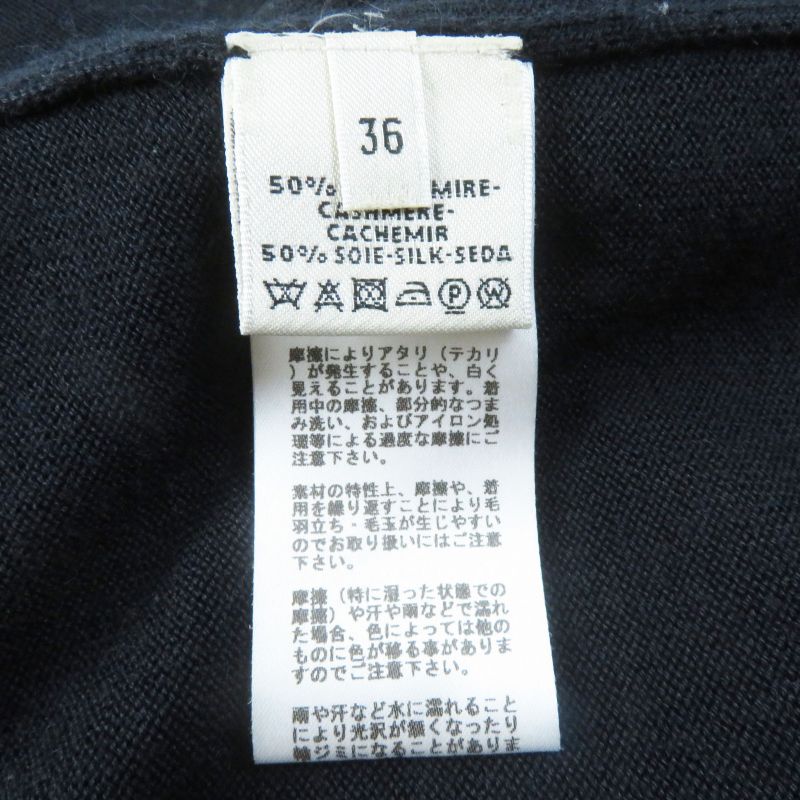 36
50% MIRE-
CASHMERE-
CACHEMIR
50% SOIE-SILK-SEDA
P W
摩擦によりアタリ（テカリ
）が発生することや、白く
見えることがあります。着
用中の摩擦、部分的なつま
み洗い、およびアイロン処
理等による過度な摩擦にご
注意下さい。
素材の特性上、摩擦や、着
用を繰り返すことにより毛
羽立ち・毛玉が生じやすい
のでお取り扱いにはご注意
下さい。
摩擦（特に湿った状態での
摩擦）や汗や雨などで濡れ
た場合、色によっては他の
ものに色が移る事がありま
すのでご注意下さい。
雨や汗など水に濡れること
により光沢が無くなったり
輪ジミになることがありま